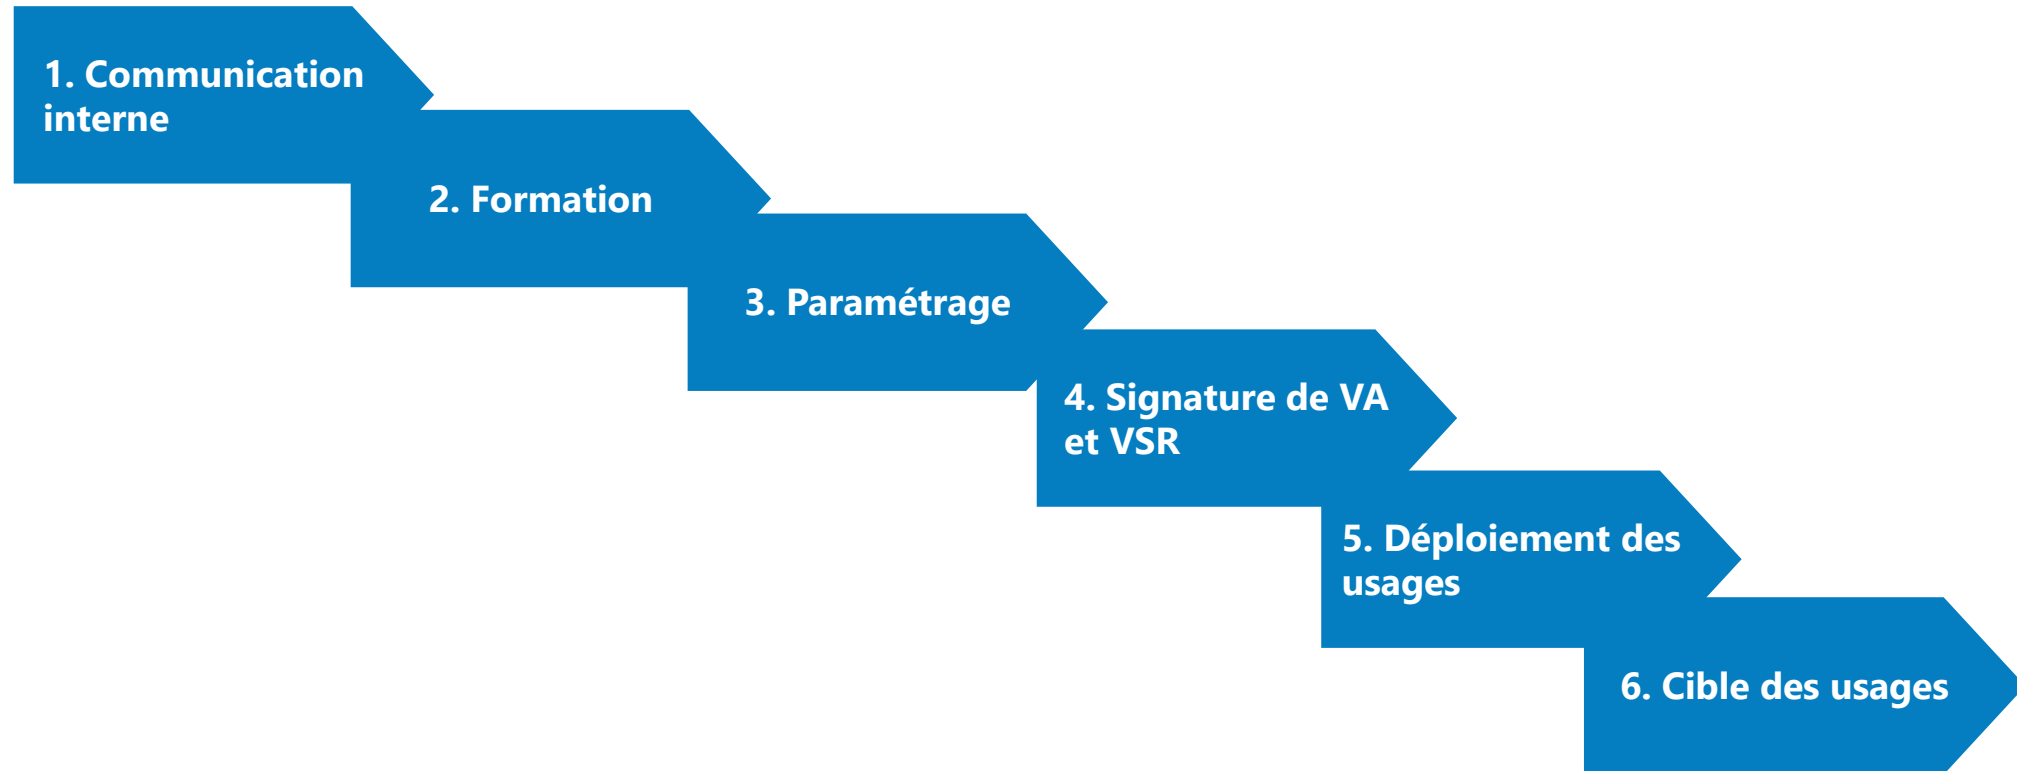 1. Communication
interne
2. Formation
3. Paramétrage
4. Signature de VA
et VSR
5. Déploiement des
usages
6. Cible des usages